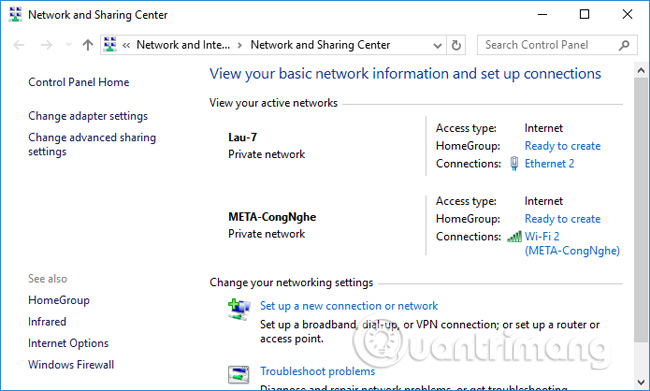 Network and Sharing Center
« Network and Inte... › Network and Sharing Center
Search Control Panel
Control Panel Home
Change adapter settings
Change advanced sharing
settings
View your basic network information and set up connections
View your active networks
Lau-7
Private network
Access type: Internet
HomeGroup: Ready to create
Connections: Ethernet 2
META-CongNghe
Private network
Access type: Internet
HomeGroup: Ready to create
Connections: Wi-Fi 2
(META-CongNghe)
Change your networking settings
Set up a new connection or network
Set up a broadband, dial-up, or VPN connection; or set up a router or
access point.
Troubleshoot problems
Diagnose and repair network problems, or get troubleshooting
See also
HomeGroup
Infrared
Internet Options
Windows Firewall
Quantrimang